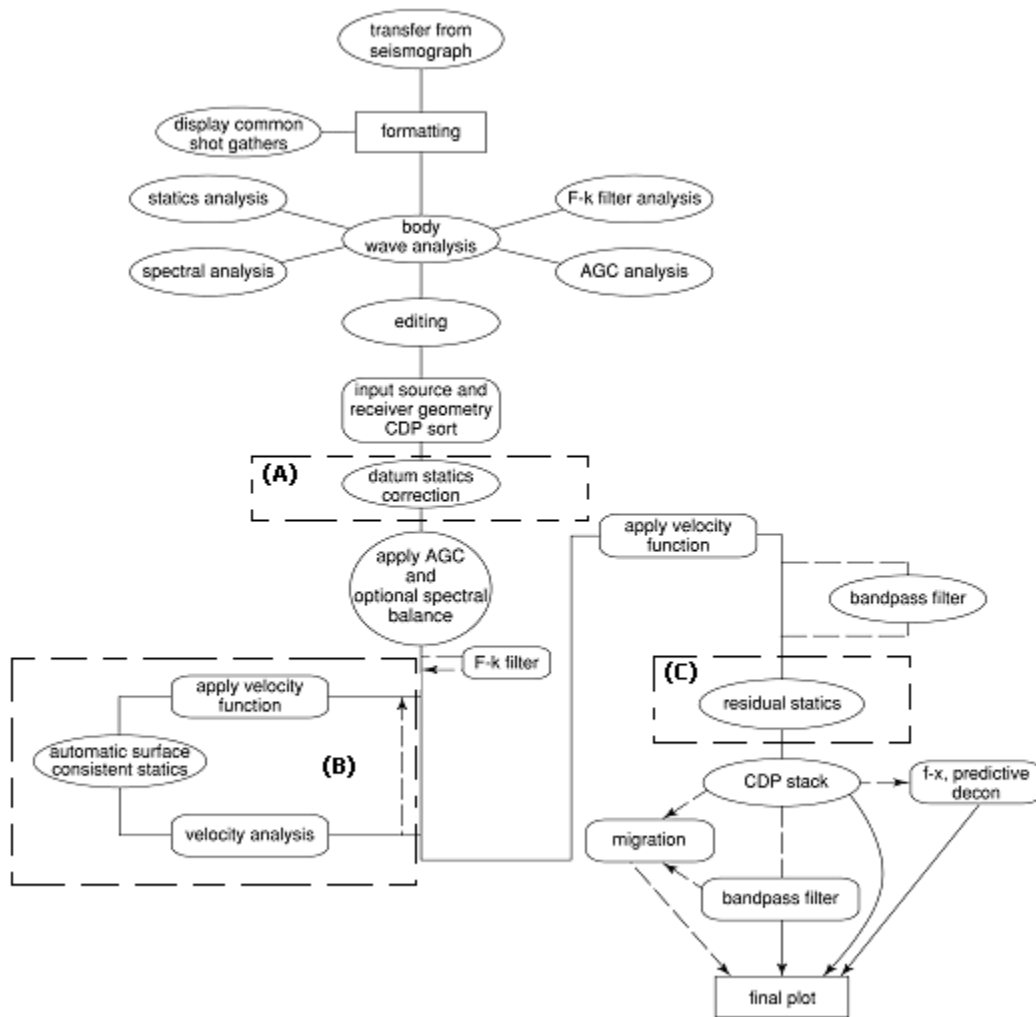 transfer from
seismograph
display common
shot gathers
formatting
statics analysis
F-k filter analysis
body
wave analysis
spectral analysis
AGC analysis
editing
input source and
receiver geometry
CDP sort
(A)
datum statics
correction
apply AGC
and
optional spectral
balance
F-k filter
apply velocity
function
automatic surface
consistent statics
(B)
velocity analysis
apply velocity
function
bandpass filter
(C)
residual statics
CDP stack
f-x, predictive
decon
migration
bandpass filter
final plot